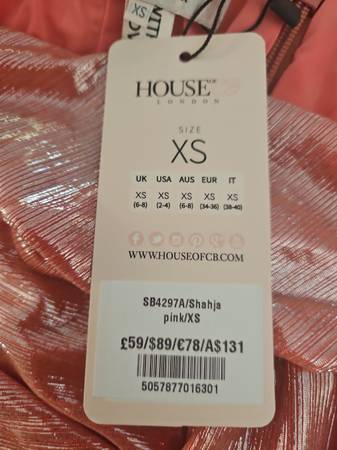 XS
HOUSE OF CB
LONDON
SIZE
XS
UK USA AUS EUR IT
XS XS XS XS XS
(6-8) (2-4) (6-8) (34-36) (38-40)
WWW.HOUSEOFCB.COM
SB4297A/Shahja
pink/XS
£59/$89/€78/A$131
5057877016301